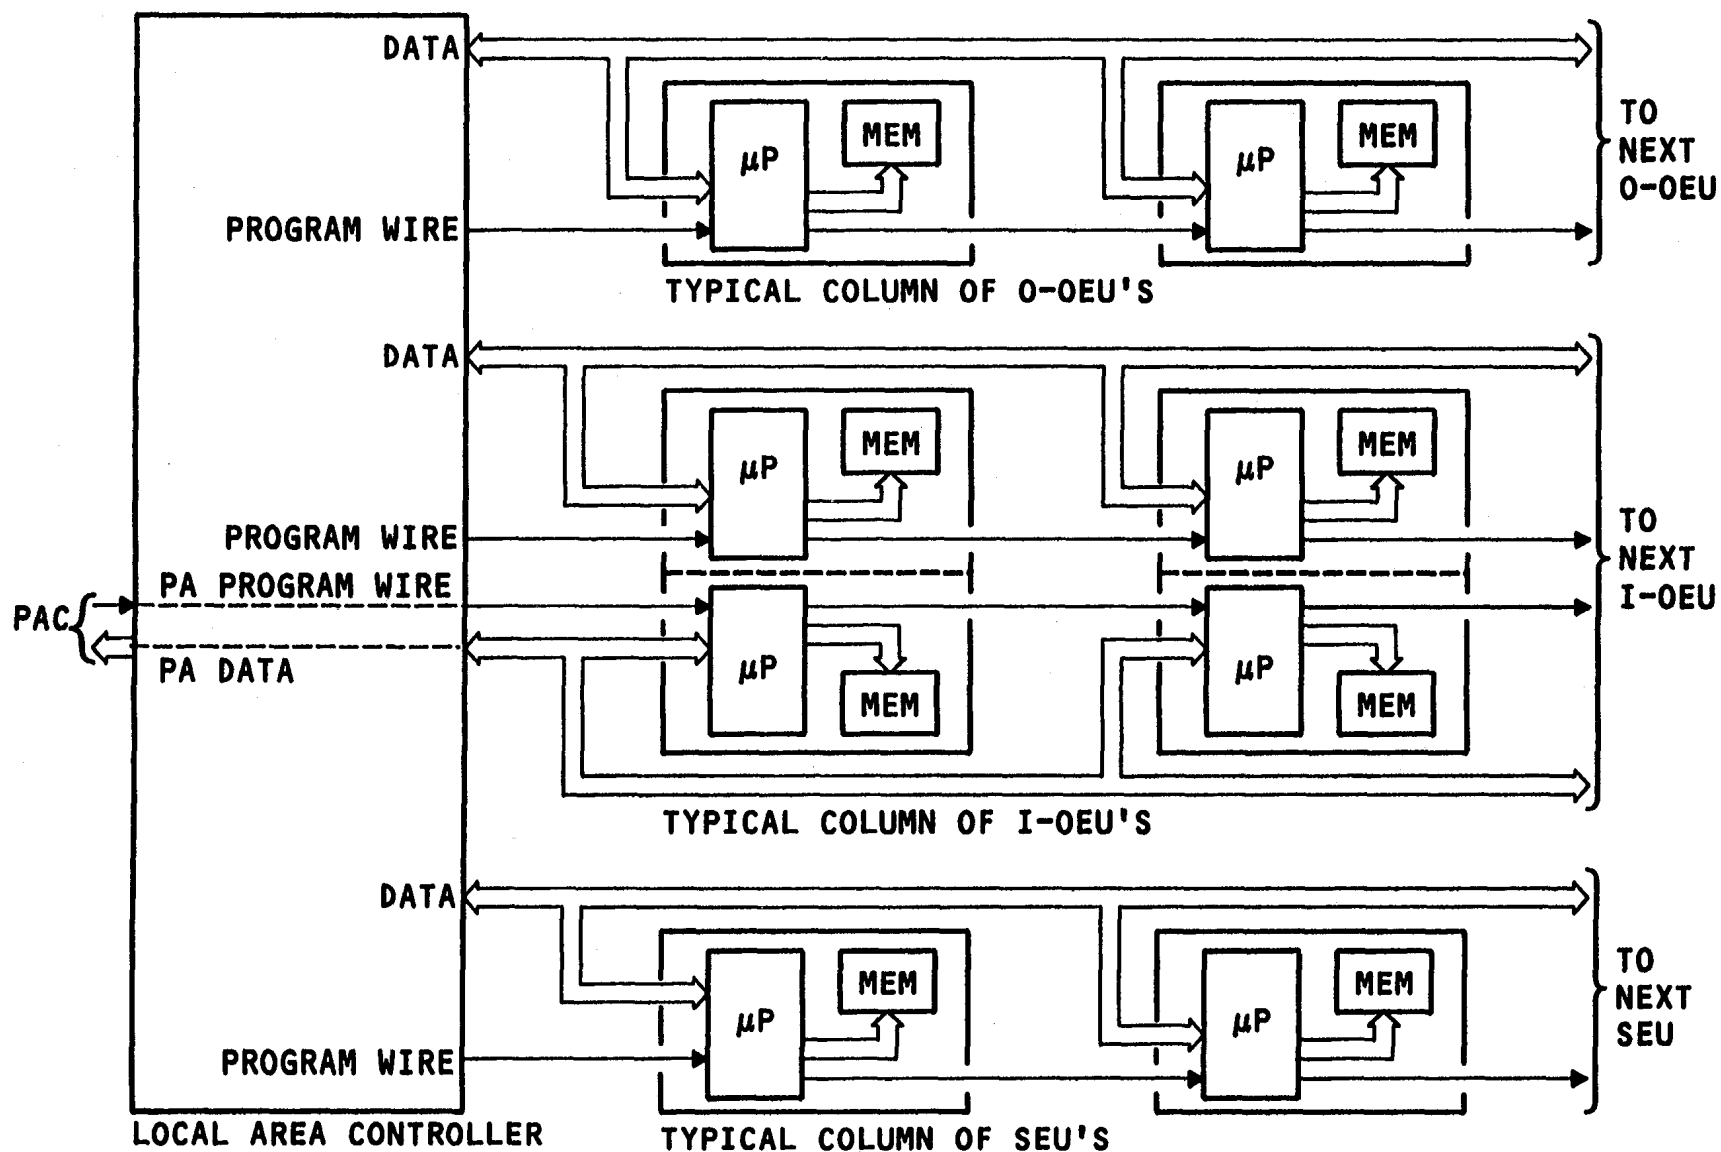 DATA
µP
MEM
µP
MEM
TO
NEXT
O-OEU
PROGRAM WIRE
TYPICAL COLUMN OF O-OEU'S
DATA
µP
MEM
µP
MEM
PROGRAM WIRE
TO
NEXT
I-OEU
PA PROGRAM WIRE
PAC
PA DATA
µP
MEM
µP
MEM
TYPICAL COLUMN OF I-OEU'S
DATA
µP
MEM
µP
MEM
TO
NEXT
SEU
PROGRAM WIRE
LOCAL AREA CONTROLLER
TYPICAL COLUMN OF SEU'S